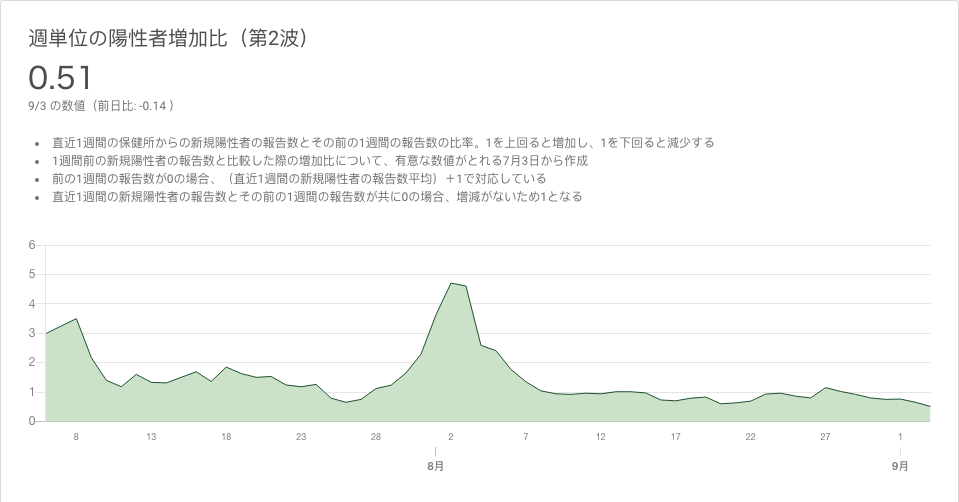 週単位の陽性者増加比（第2波）
0.51
9/3 の数値（前日比: -0.14 ）
• 直近1週間の保健所からの新規陽性者の報告数とその前の1週間の報告数の比率。1を上回ると増加し、1を下回ると減少する
• 1週間前の新規陽性者の報告数と比較した際の増加比について、有意な数値がとれる7月3日から作成
• 前の1週間の報告数が0の場合、（直近1週間の新規陽性者の報告数平均）＋1で対応している
• 直近1週間の新規陽性者の報告数とその前の1週間の報告数が共に0の場合、増減がないため1となる
6
5
4
3
2
1
0
8 13 18 23 28 2 7 12 17 22 27 1
8月 9月